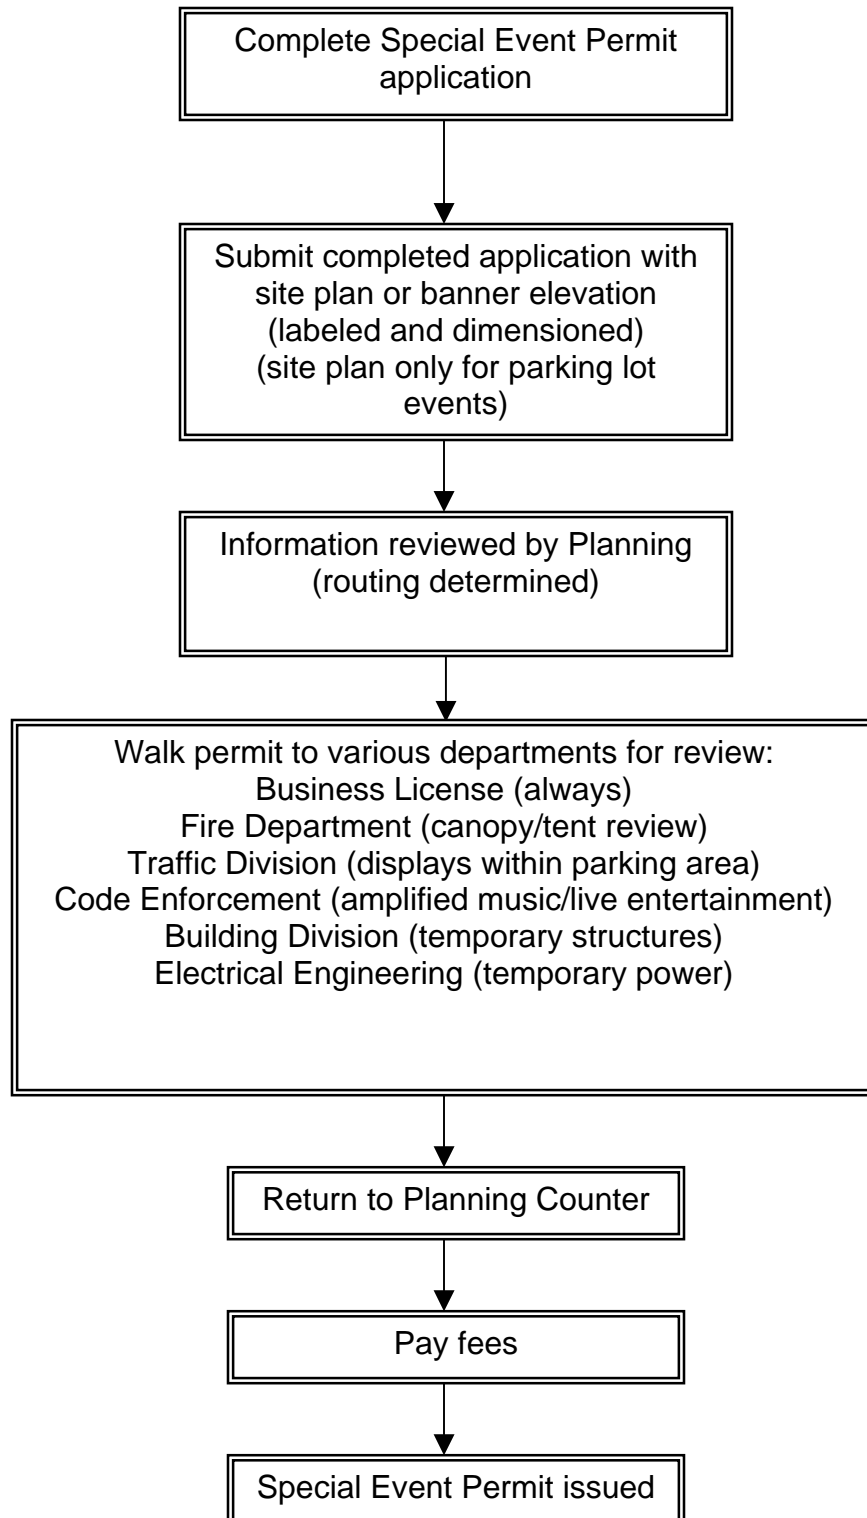 Complete Special Event Permit
application
Submit completed application with
site plan or banner elevation
(labeled and dimensioned)
(site plan only for parking lot
events)
Information reviewed by Planning
(routing determined)
Walk permit to various departments for review:
Business License (always)
Fire Department (canopy/tent review)
Traffic Division (displays within parking area)
Code Enforcement (amplified music/live entertainment)
Building Division (temporary structures)
Electrical Engineering (temporary power)
Return to Planning Counter
Pay fees
Special Event Permit issued